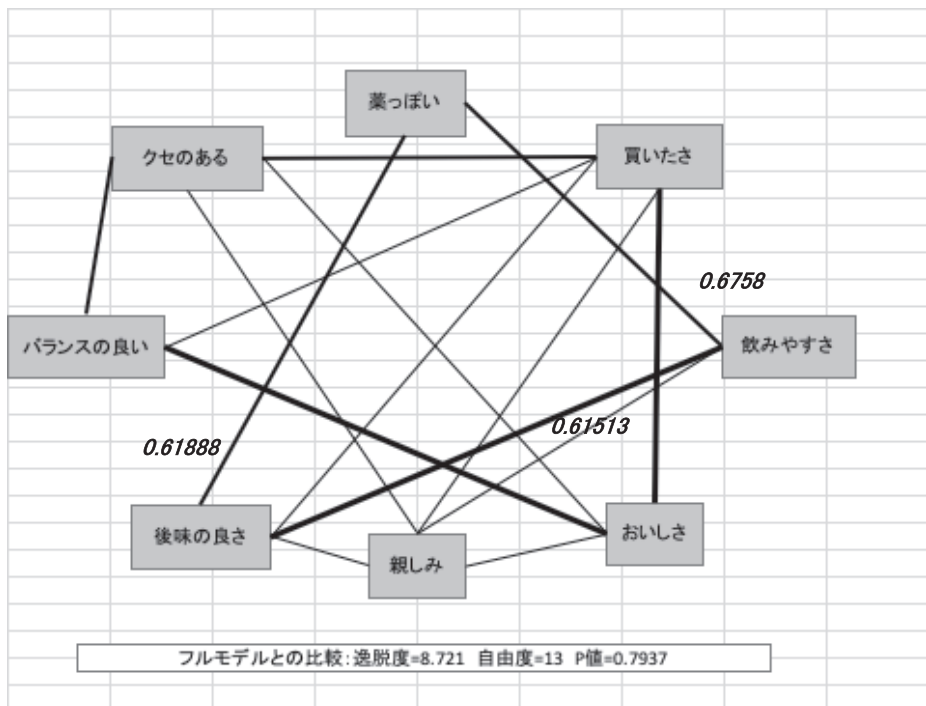 薬っぽい
クセのある
買いたさ
0.6758
バランスの良い
飲みやすさ
0.61513
0.61888
後味の良さ
おいしさ
親しみ
フルモデルとの比較:逸脱度=8.721 自由度=13 P値=0.7937